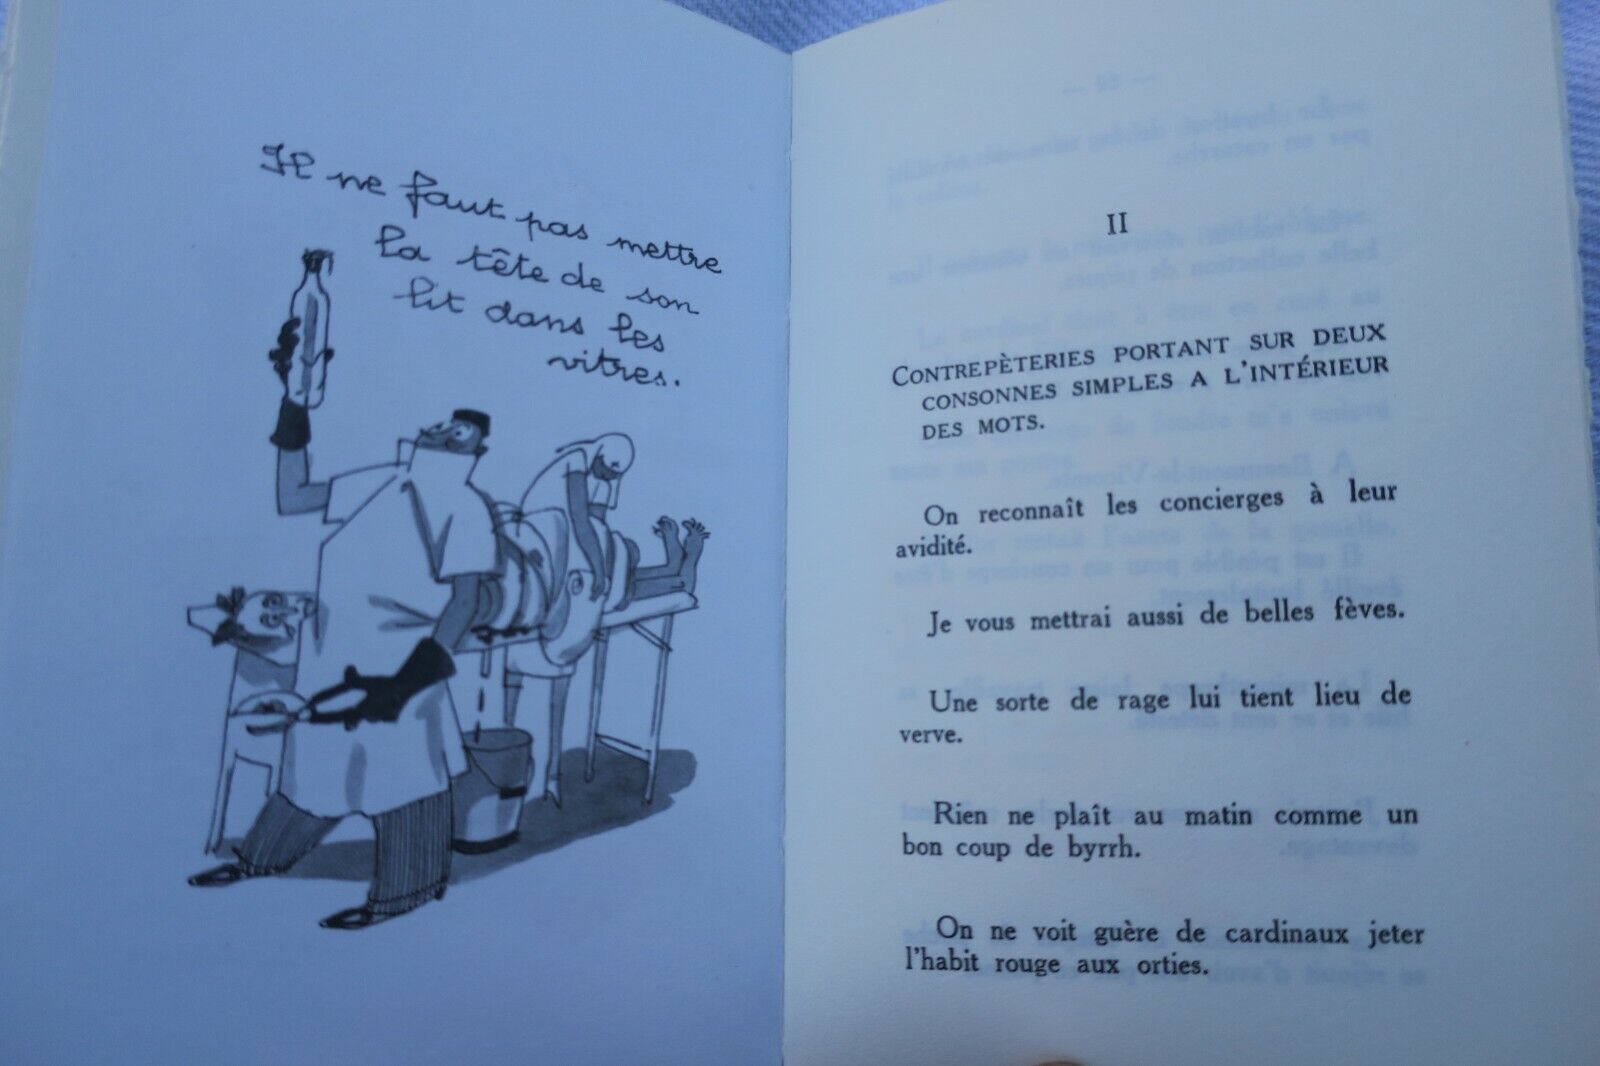 Il ne faut pas mettre
la tête de son
lit dans les
vitres.
II
CONTREPÈTERIES PORTANT SUR DEUX
CONSONNES SIMPLES A L'INTÉRIEUR
DES MOTS.
On reconnaît les concierges à leur
avidité.
Je vous mettrai aussi de belles fèves.
Une sorte de rage lui tient lieu de
verve.
Rien ne plaît au matin comme un
bon coup de byrrh.
On ne voit guère de cardinaux jeter
l'habit rouge aux orties.